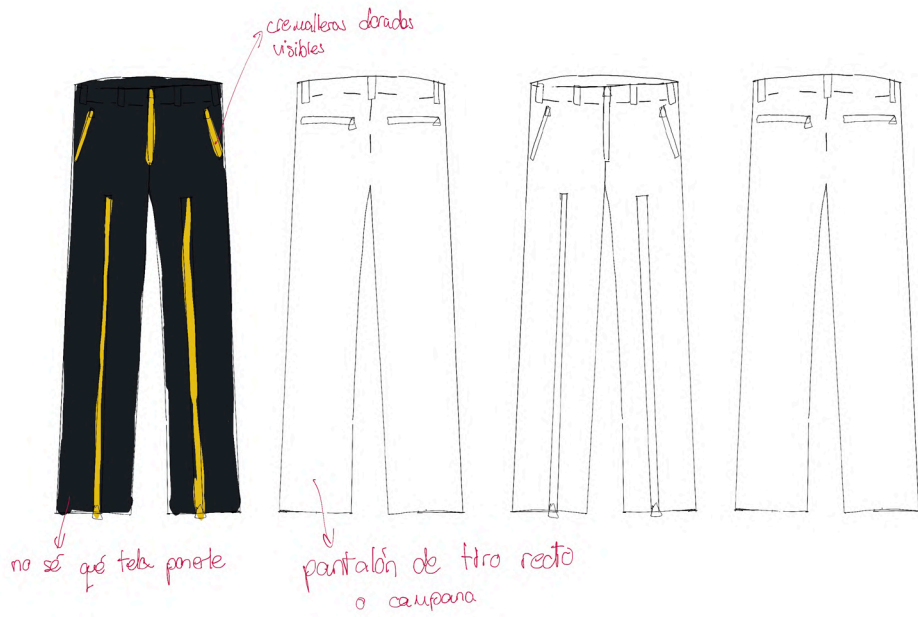 cremalleras doradas
visibles
no sé qué tela ponerle
pantalón de tiro recto
o campana